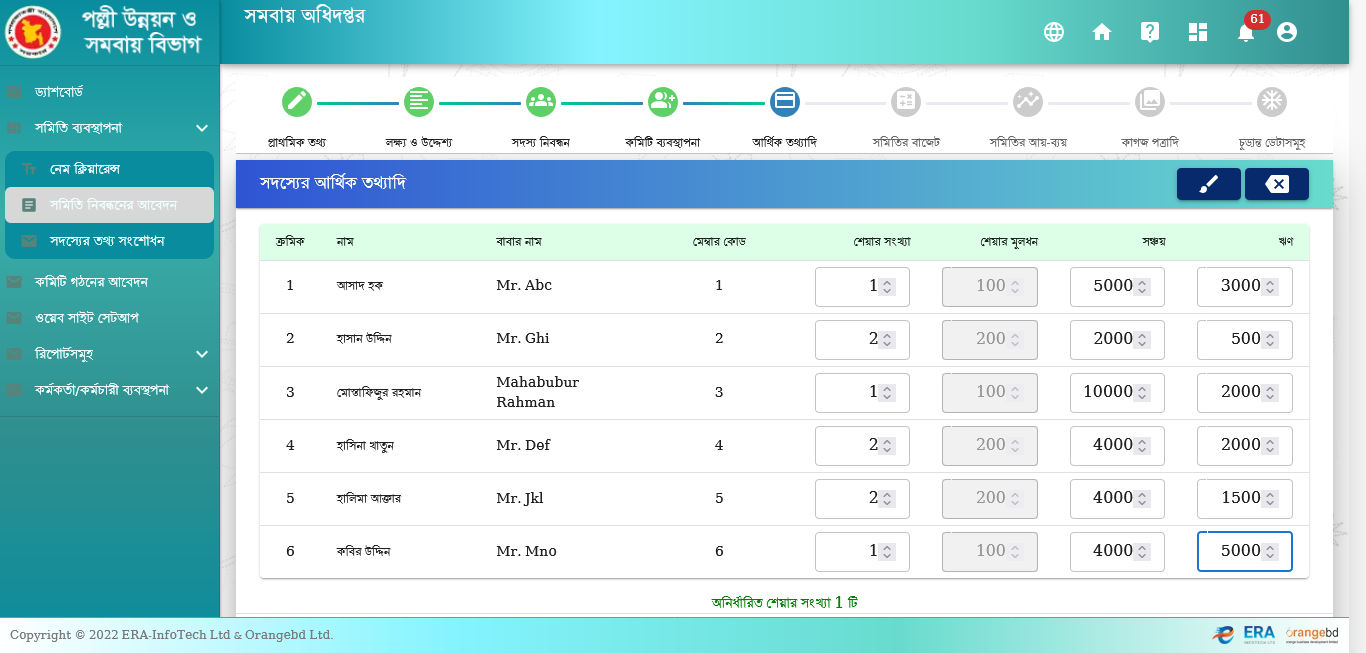 পল্লী উন্নয়ন ও
সমবায় বিভাগ
সমবায় অধিদপ্তর
61
ড্যাশবোর্ড
সমিতি ব্যবস্থাপনা
নেম ক্লিয়ারেন্স
সমিতি নিবন্ধনের আবেদন
সদস্যের তথ্য সংশোধন
কমিটি গঠনের আবেদন
ওয়েব সাইট সেটআপ
রিপোর্টসমূহ
কর্মকর্তা/কর্মচারী ব্যবস্থপনা
প্রাথমিক তথ্য লক্ষ্য ও উদ্দেশ্য সদস্য নিবন্ধন কমিটি ব্যবস্থাপনা আর্থিক তথ্যাদি সমিতির বাজেট সমিতির আয়-ব্যয় কাগজ পত্রাদি চূড়ান্ত ডেটাসমূহ
সদস্যের আর্থিক তথ্যাদি
ক্রমিক নাম বাবার নাম মেম্বার কোড শেয়ার সংখ্যা শেয়ার মূলধন সঞ্চয় ঋণ
1 আসাদ হক Mr. Abc 1 1 100 5000 3000
2 হাসান উদ্দিন Mr. Ghi 2 2 200 2000 500
3 মোস্তাফিজুর রহমান Mahabubur Rahman 3 1 100 10000 2000
4 হাসিনা খাতুন Mr. Def 4 2 200 4000 2000
5 হালিমা আক্তার Mr. Jkl 5 2 200 4000 1500
6 কবির উদ্দিন Mr. Mno 6 1 100 4000 5000
অনির্ধারিত শেয়ার সংখ্যা 1 টি
Copyright © 2022 ERA-InfoTech Ltd & Orangebd Ltd.
ERA
orangebd